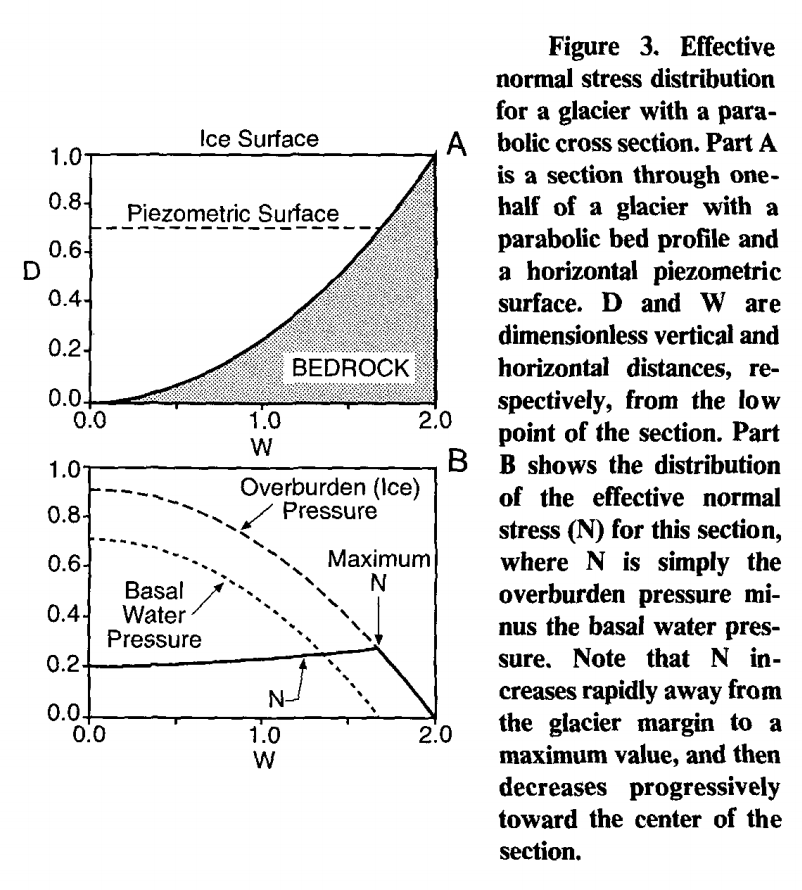 Ice Surface
A
1.0
0.8
Piezometric Surface
0.6
D
0.4
0.2
BEDROCK
0.0
0.0
1.0
2.0
W
B
1.0
Overburden (Ice)
Pressure
0.8
Maximum
N
0.6
Basal
Water
Pressure
0.4
0.2
N
0.0
0.0
1.0
2.0
W
Figure 3. Effective
normal stress distribution
for a glacier with a para-
bolic cross section. Part A
is a section through one-
half of a glacier with a
parabolic bed profile and
a horizontal piezometric
surface. D and W are
dimensionless vertical and
horizontal distances, re-
spectively, from the low
point of the section. Part
B shows the distribution
of the effective normal
stress (N) for this section,
where N is simply the
overburden pressure mi-
nus the basal water pres-
sure. Note that N in-
creases rapidly away from
the glacier margin to a
maximum value, and then
decreases progressively
toward the center of the
section.